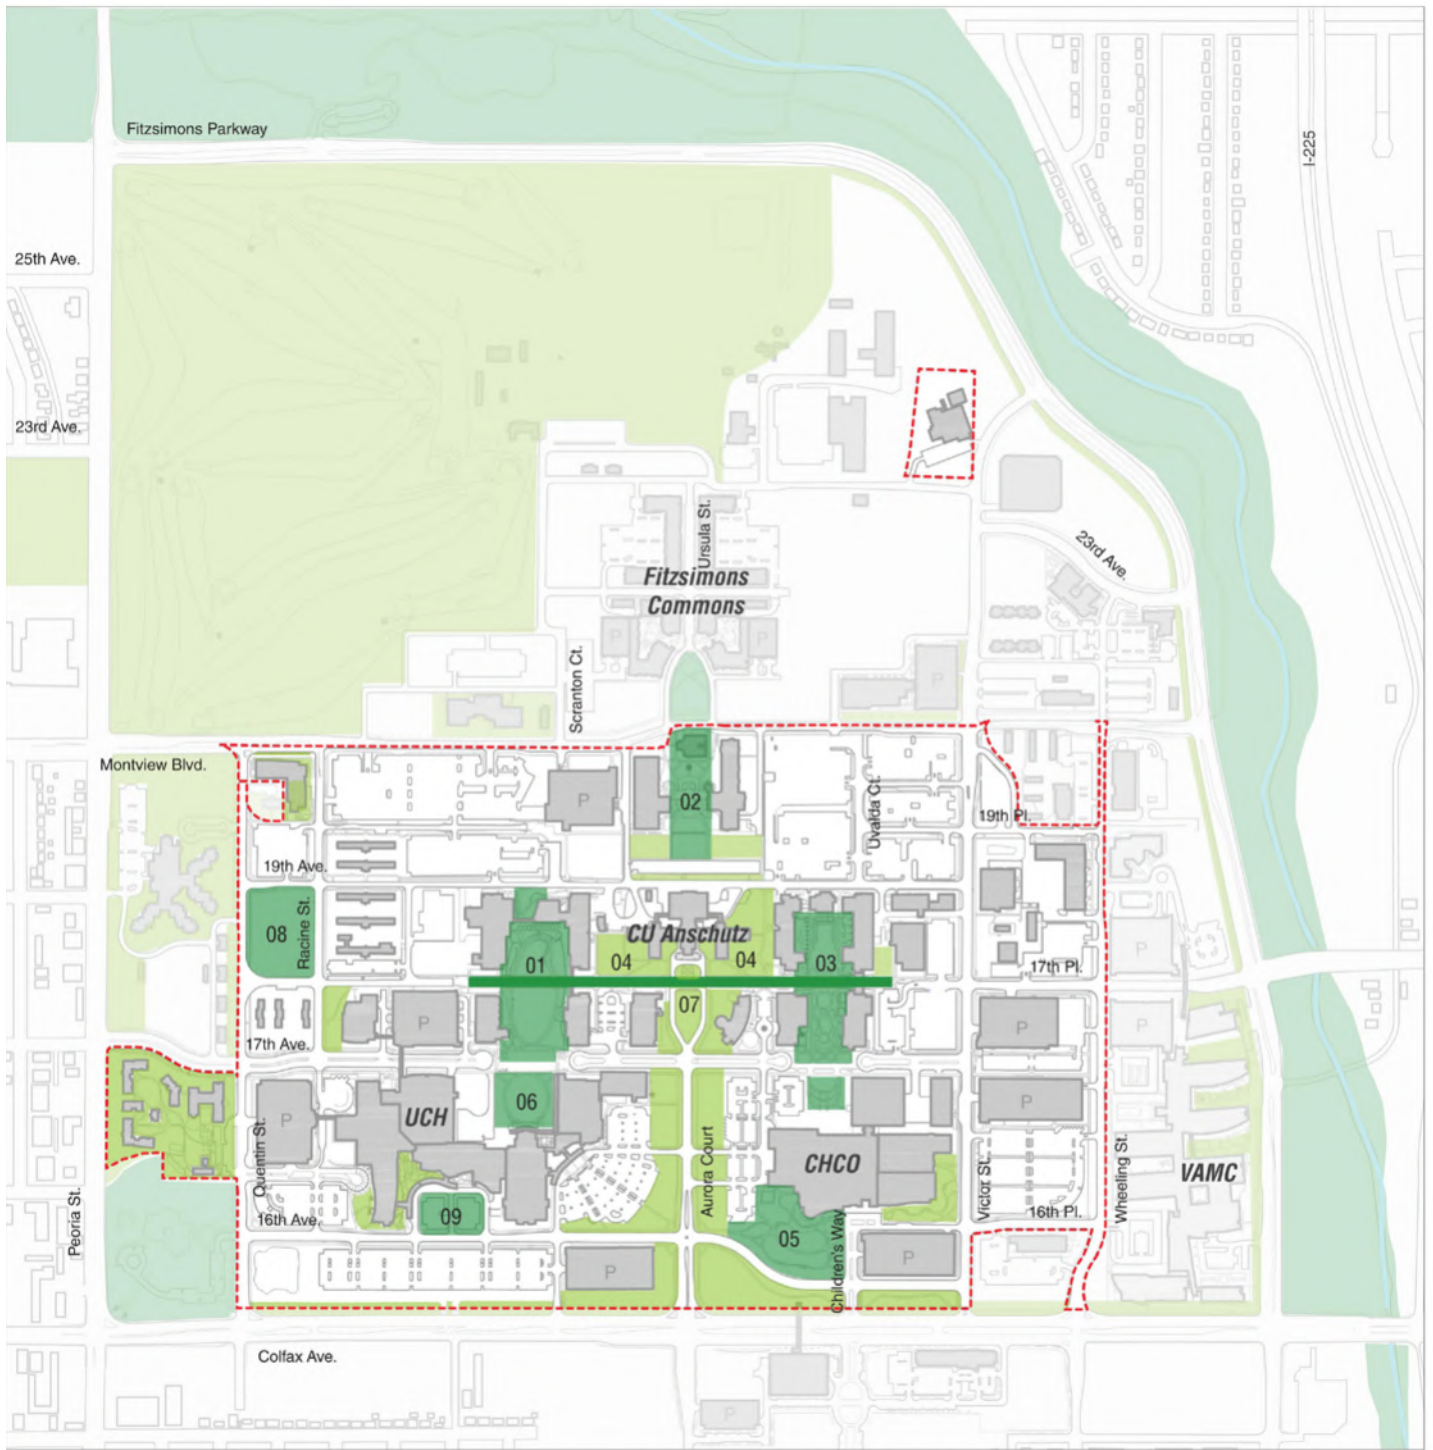 Fitzsimons Parkway
I-225
25th Ave.
23rd Ave.
Ursula St.
23rd Ave.
Fitzsimons
Commons
P
P
Scranton Ct.
P
Montview Blvd.
P
02
Uvalda Ct.
19th Pl.
19th Ave.
08
Racine St.
CU Anschutz
01
04
04
03
17th Pl.
07
P
P
P
17th Ave.
P
06
UCH
P
Quentin St.
Aurora Court
CHCO
Victor St.
Wheeling St.
VAMC
Peoria St.
16th Ave.
09
16th Pl.
05
Children's Way
P
P
Colfax Ave.
P